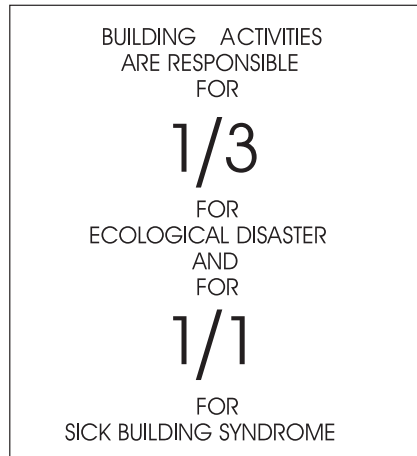 BUILDING ACTIVITIES
ARE RESPONSIBLE
FOR
1/3
FOR
ECOLOGICAL DISASTER
AND
FOR
1/1
FOR
SICK BUILDING SYNDROME